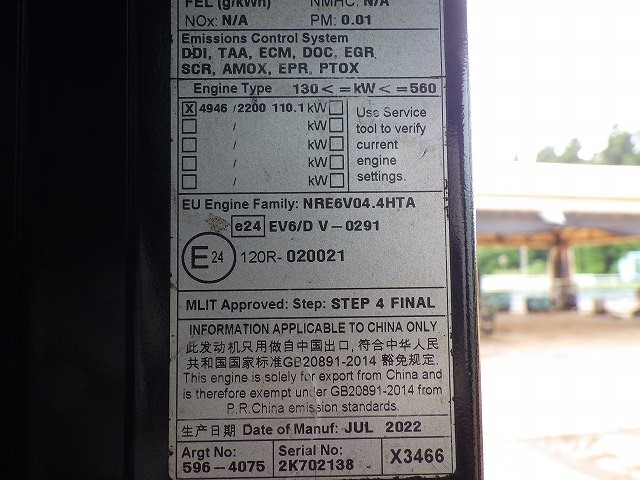 FEL (g/kWh) NMHC: N/A
NOx: N/A PM: 0.01
Emissions Control System
DDI, TAA, ECM, DOC, EGR,
SCR, AMOX, EPR, PTOX
Engine Type 130 < = kW < = 560
X 4946 /2200 110.1 kW
/ kW
/ kW
/ kW
/ kW
Use Service
tool to verify
current
engine
settings.
EU Engine Family: NRE6V04.4HTA
e24 EV6/D V-0291
E24 120R- 020021
MLIT Approved: Step: STEP 4 FINAL
INFORMATION APPLICABLE TO CHINA ONLY
此发动机只用做自中国出口, 符合中华人民
共和国国家标准GB20891-2014 豁免规定.
This engine is solely for export from China and
is therefore exempt under GB20891-2014 from
P.R.China emission standards.
生产日期 Date of Manuf: JUL 2022
Argt No: Serial No:
596-4075 2K702138 X3466